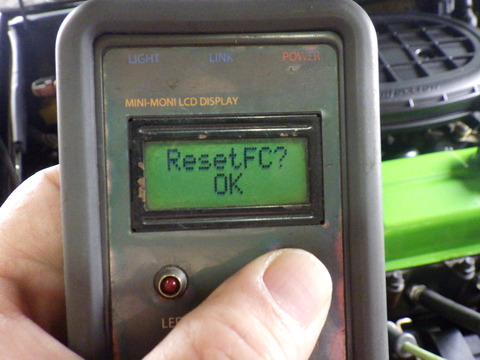 LIGHT LINK POWER
MINI-MONI LCD DISPLAY
ResetFC?
OK